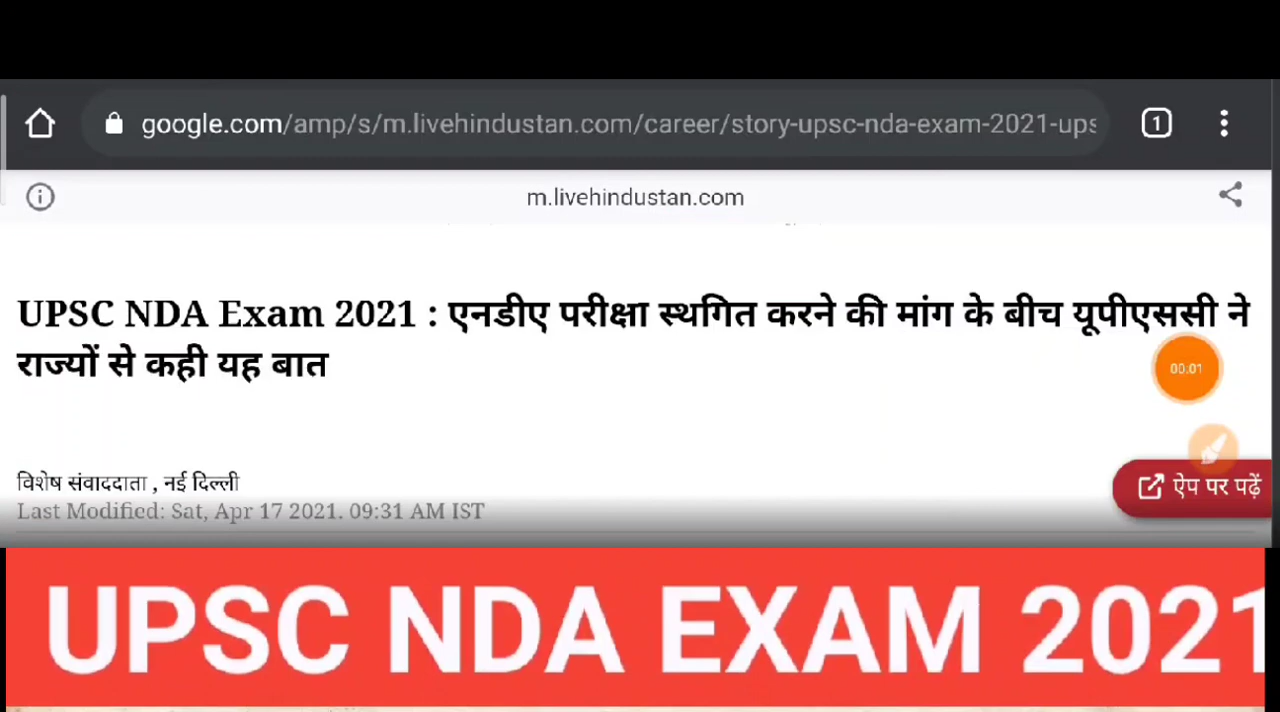 google.com/amp/s/m.livehindustan.com/career/story-upsc-nda-exam-2021-ups
1
m.livehindustan.com
UPSC NDA Exam 2021 : एनडीए परीक्षा स्थगित करने की मांग के बीच यूपीएससी ने
राज्यों से कही यह बात
00:01
विशेष संवाददाता , नई दिल्ली
ऐप पर पढ़ें
Last Modified: Sat, Apr 17 2021. 09:31 AM IST
UPSC NDA EXAM 2021